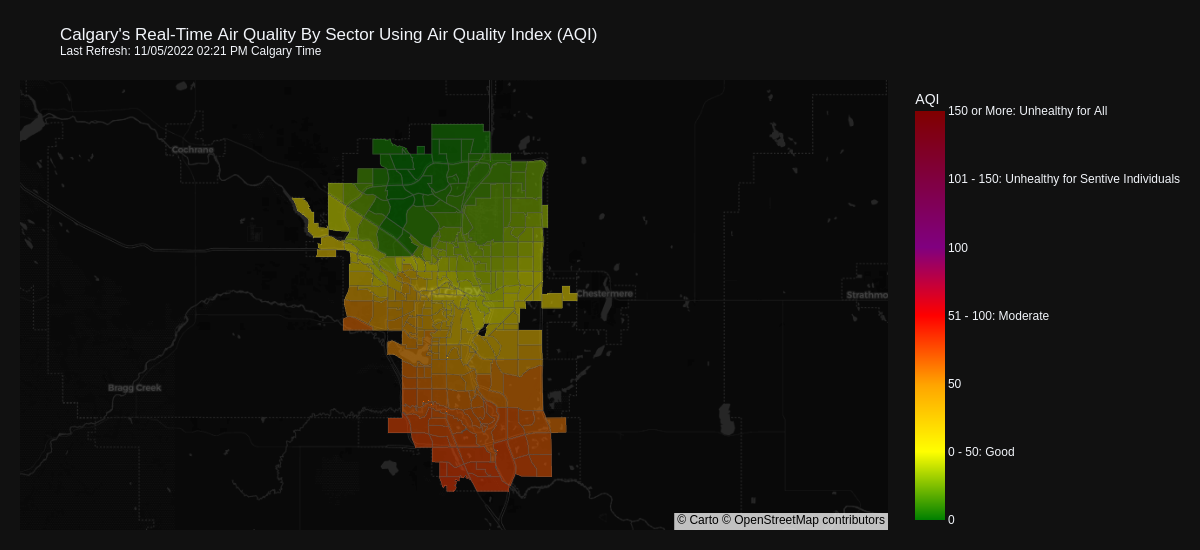 Calgary's Real-Time Air Quality By Sector Using Air Quality Index (AQI)
Last Refresh: 11/05/2022 02:21 PM Calgary Time
AQI
150 or More: Unhealthy for All
101 - 150: Unhealthy for Sentive Individuals
100
51 - 100: Moderate
50
0 - 50: Good
0
Cochrane
Chestermere
Strathmo
Bragg Creek
© Carto © OpenStreetMap contributors